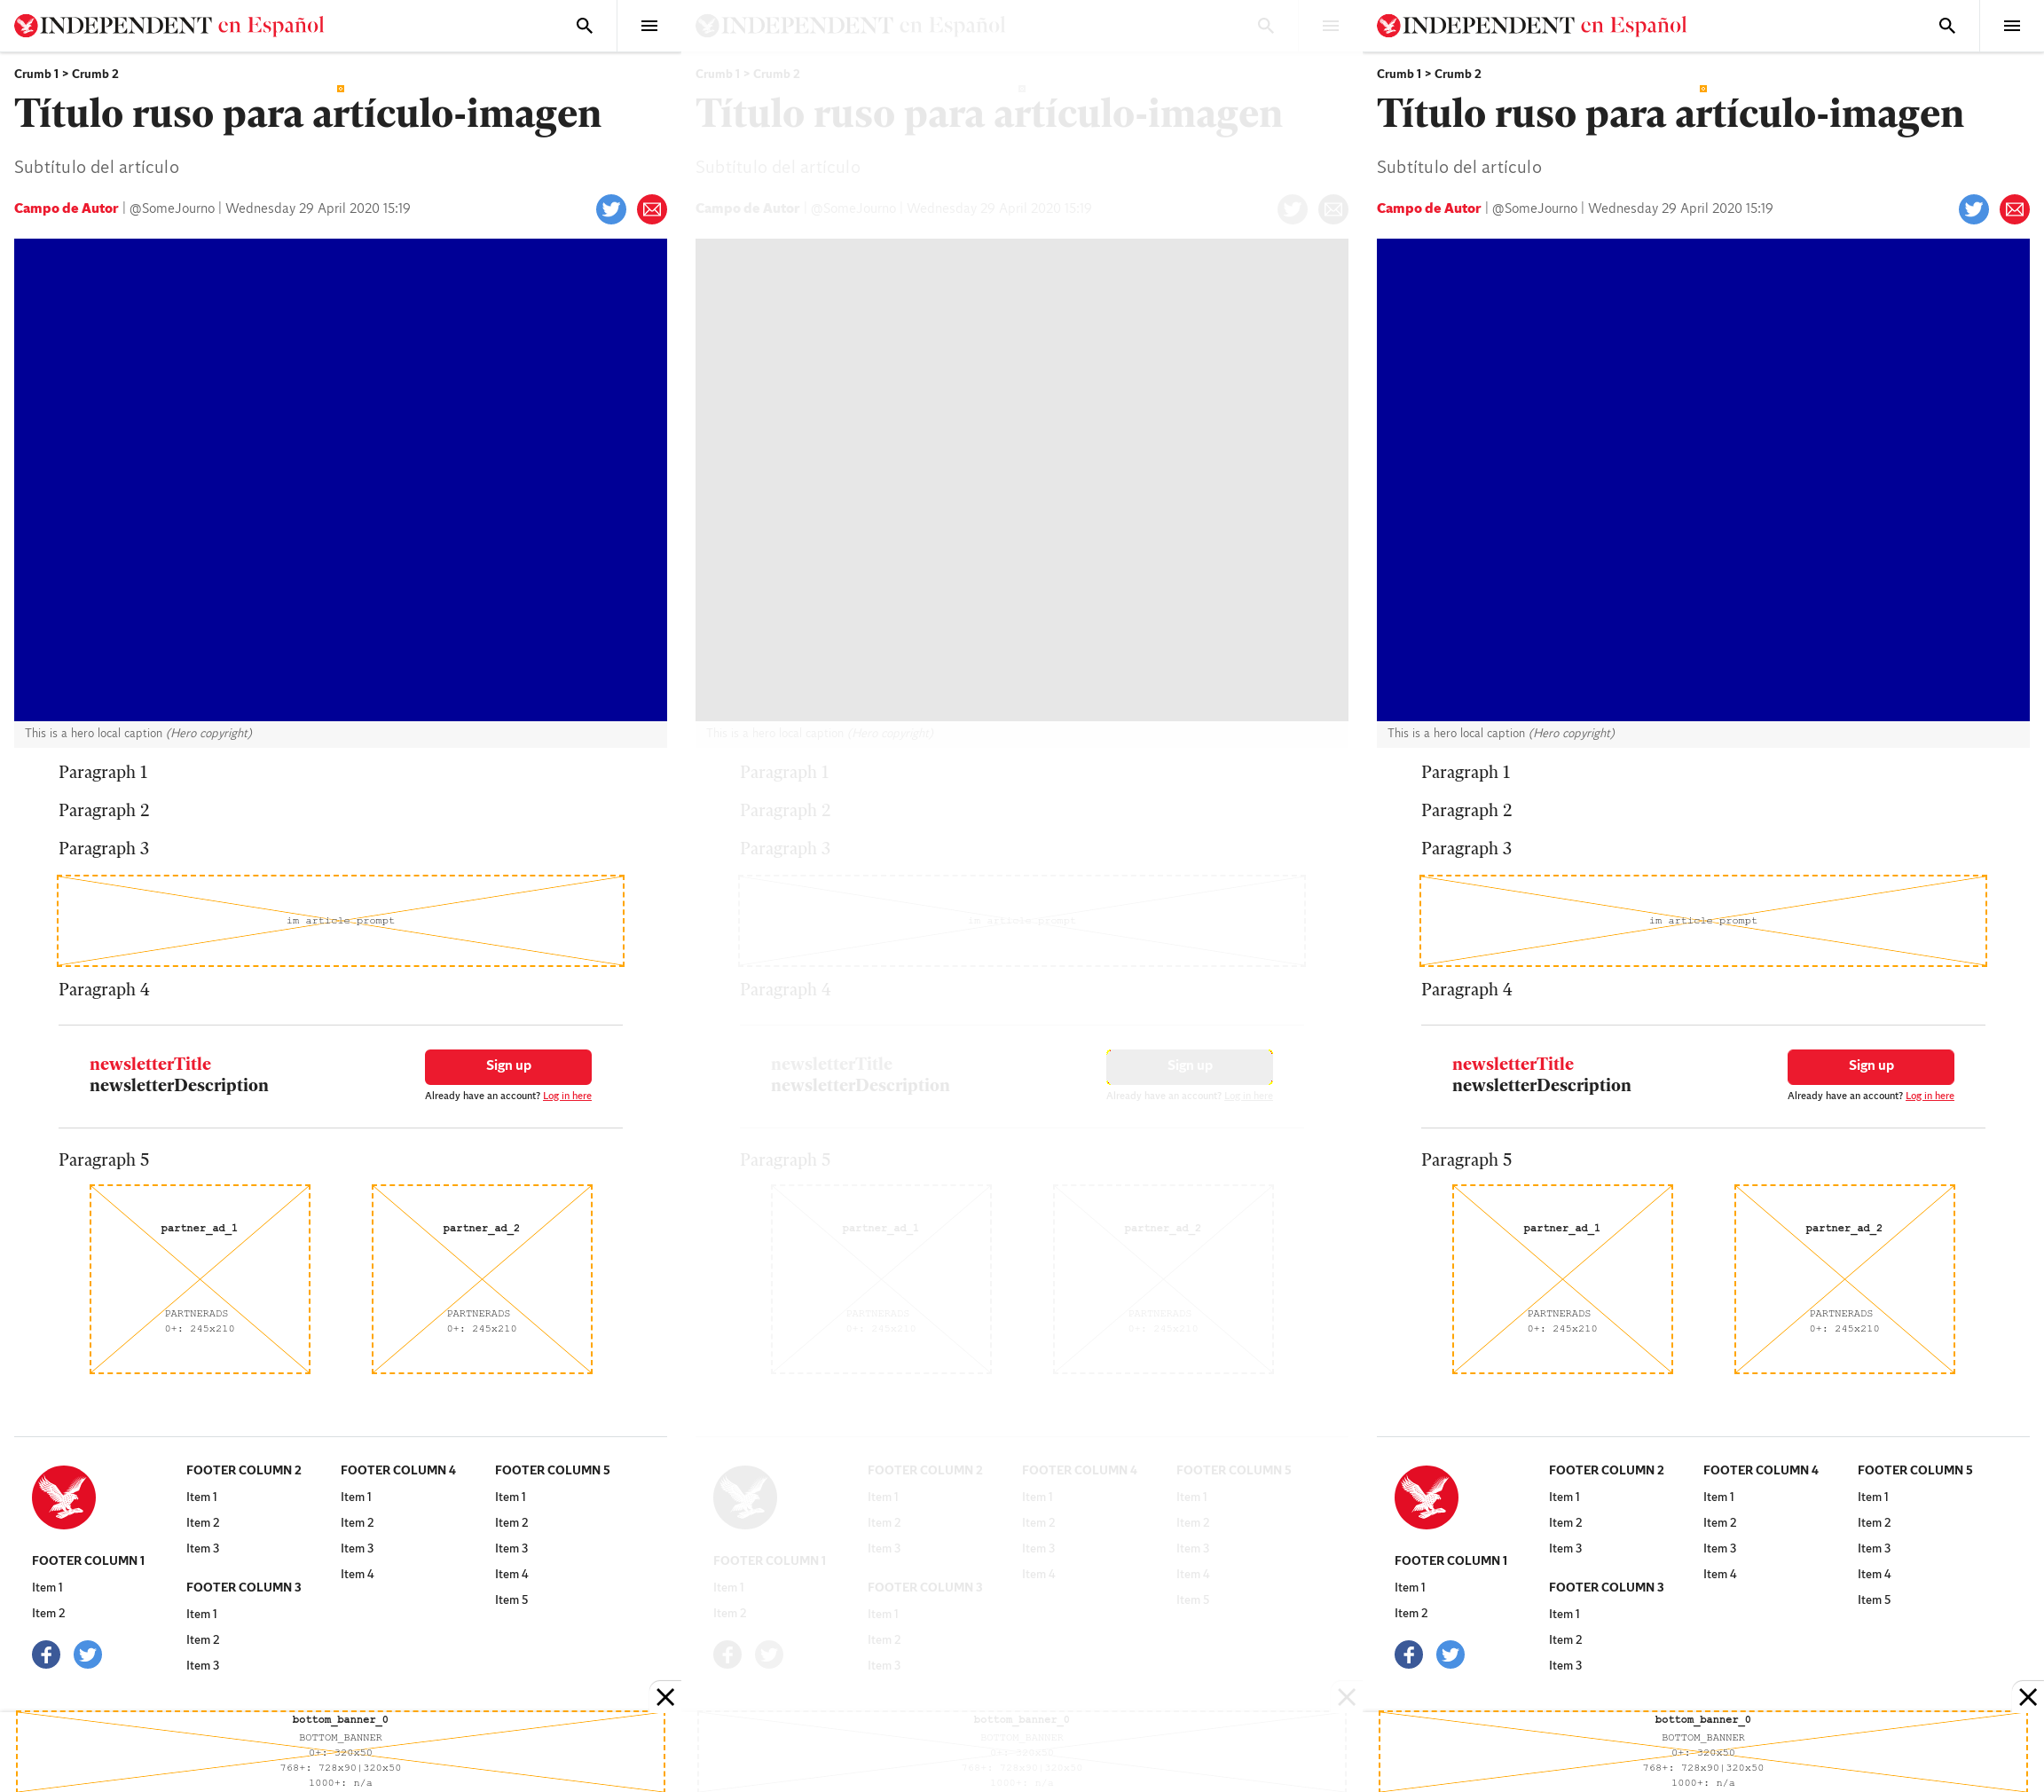 INDEPENDENT en Español
Crumb 1 > Crumb 2
Título ruso para artículo-imagen
Subtítulo del artículo
Campo de Autor | @SomeJourno | Wednesday 29 April 2020 15:19
This is a hero local caption (Hero copyright)
Paragraph 1
Paragraph 2
Paragraph 3
im article prompt
Paragraph 4
newsletterTitle
newsletterDescription
Sign up
Already have an account? Log in here
Paragraph 5
partner_ad_1
PARTNERADS
0+: 245x210
partner_ad_2
PARTNERADS
0+: 245x210
FOOTER COLUMN 1
Item 1
Item 2
FOOTER COLUMN 2
Item 1
Item 2
Item 3
FOOTER COLUMN 3
Item 1
Item 2
Item 3
FOOTER COLUMN 4
Item 1
Item 2
Item 3
Item 4
FOOTER COLUMN 5
Item 1
Item 2
Item 3
Item 4
Item 5
bottom_banner_0
BOTTOM_BANNER
0+: 320x50
768+: 728x90|320x50
1000+: n/a
INDEPENDENT en Español
Crumb 1 > Crumb 2
Título ruso para artículo-imagen
Subtítulo del artículo
Campo de Autor | @SomeJourno | Wednesday 29 April 2020 15:19
This is a hero local caption (Hero copyright)
Paragraph 1
Paragraph 2
Paragraph 3
im article prompt
Paragraph 4
newsletterTitle
newsletterDescription
Sign up
Already have an account? Log in here
Paragraph 5
partner_ad_1
PARTNERADS
0+: 245x210
partner_ad_2
PARTNERADS
0+: 245x210
FOOTER COLUMN 1
Item 1
Item 2
FOOTER COLUMN 2
Item 1
Item 2
Item 3
FOOTER COLUMN 3
Item 1
Item 2
Item 3
FOOTER COLUMN 4
Item 1
Item 2
Item 3
Item 4
FOOTER COLUMN 5
Item 1
Item 2
Item 3
Item 4
Item 5
bottom_banner_0
BOTTOM_BANNER
0+: 320x50
768+: 728x90|320x50
1000+: n/a
INDEPENDENT en Español
Crumb 1 > Crumb 2
Título ruso para artículo-imagen
Subtítulo del artículo
Campo de Autor | @SomeJourno | Wednesday 29 April 2020 15:19
This is a hero local caption (Hero copyright)
Paragraph 1
Paragraph 2
Paragraph 3
im article prompt
Paragraph 4
newsletterTitle
newsletterDescription
Sign up
Already have an account? Log in here
Paragraph 5
partner_ad_1
PARTNERADS
0+: 245x210
partner_ad_2
PARTNERADS
0+: 245x210
FOOTER COLUMN 1
Item 1
Item 2
FOOTER COLUMN 2
Item 1
Item 2
Item 3
FOOTER COLUMN 3
Item 1
Item 2
Item 3
FOOTER COLUMN 4
Item 1
Item 2
Item 3
Item 4
FOOTER COLUMN 5
Item 1
Item 2
Item 3
Item 4
Item 5
bottom_banner_0
BOTTOM_BANNER
0+: 320x50
768+: 728x90|320x50
1000+: n/a